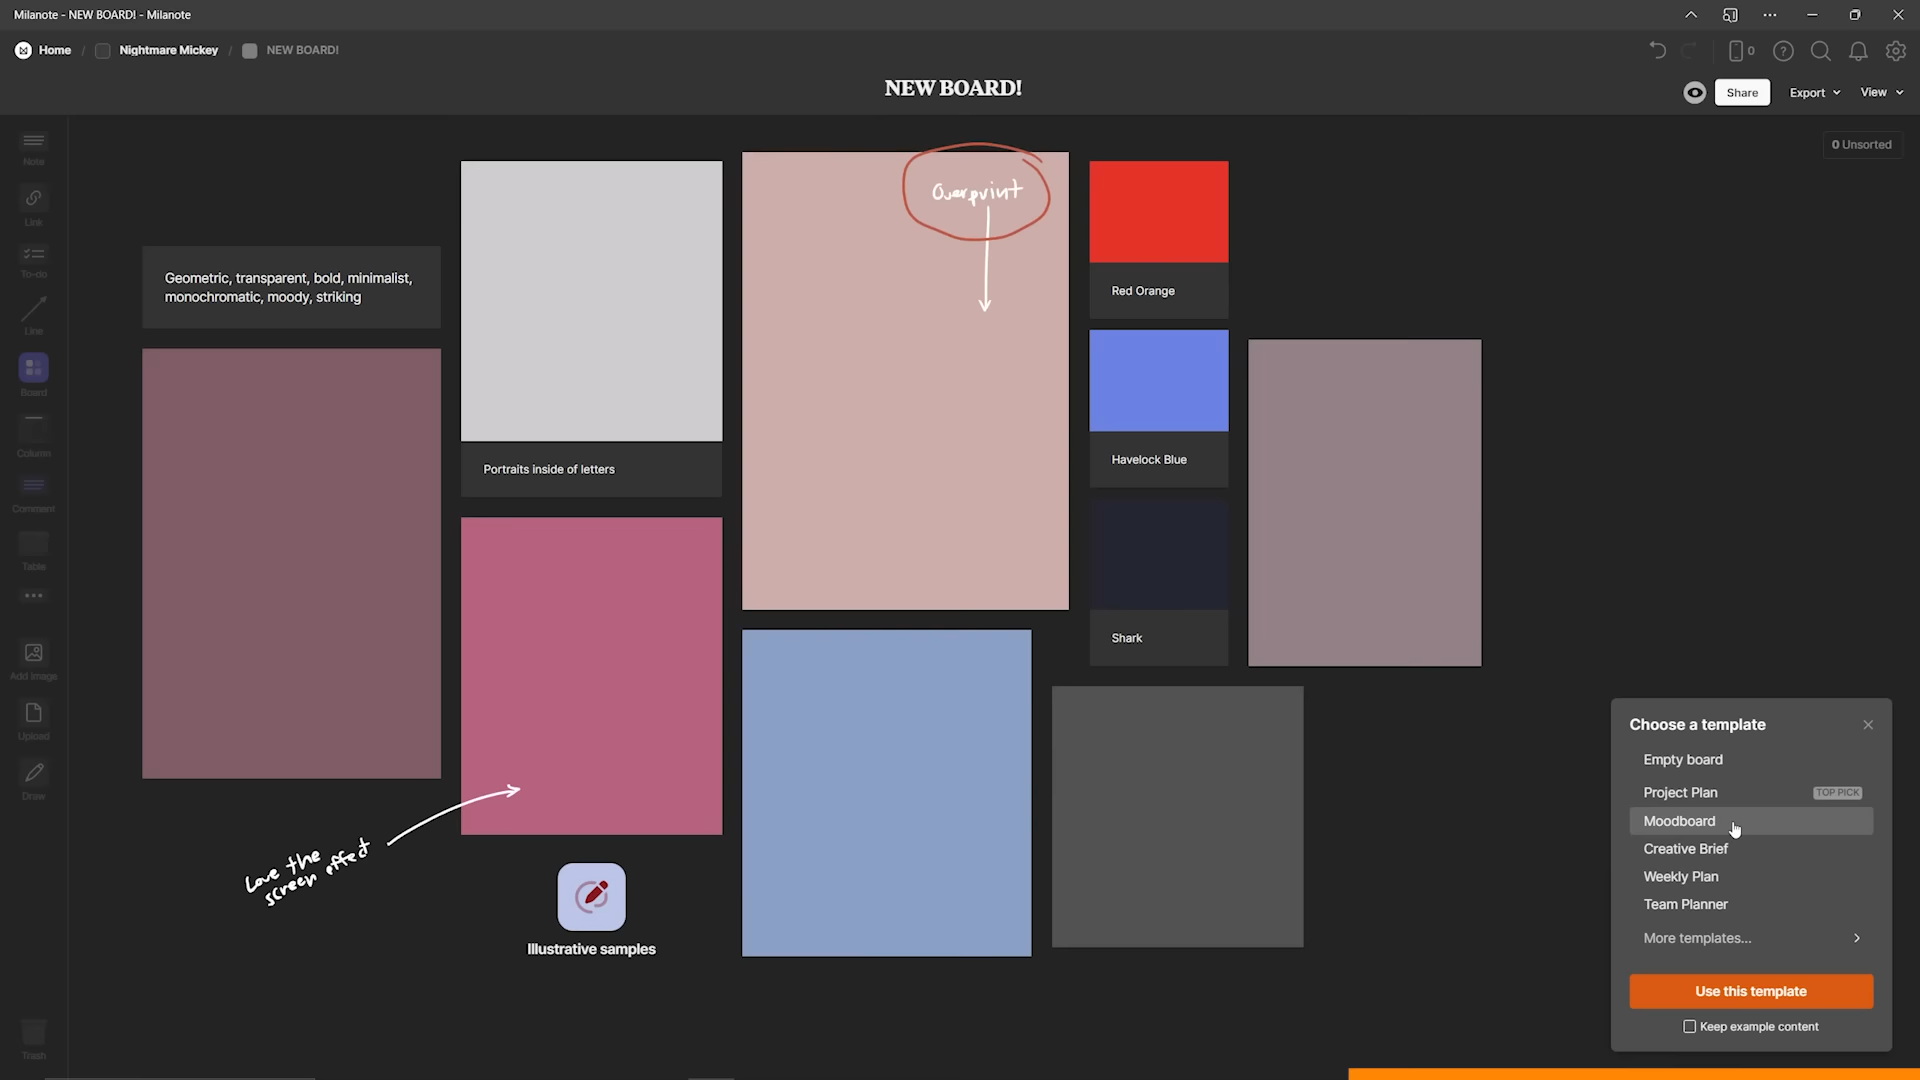 Milanote - NEW BOARD! - Milanote
Home / Nightmare Mickey / NEW BOARD!
0
NEW BOARD!
Share
Export
View
0 Unsorted
Note
Link
To-do
Line
Board
Column
Comment
Table
Add image
Upload
Draw
Trash
Geometric, transparent, bold, minimalist,
monochromatic, moody, striking
Portraits inside of letters
Overprint
Red Orange
Havelock Blue
Shark
Love the
screen effect
Illustrative samples
Choose a template
Empty board
Project Plan TOP PICK
Moodboard
Creative Brief
Weekly Plan
Team Planner
More templates...
Use this template
Keep example content